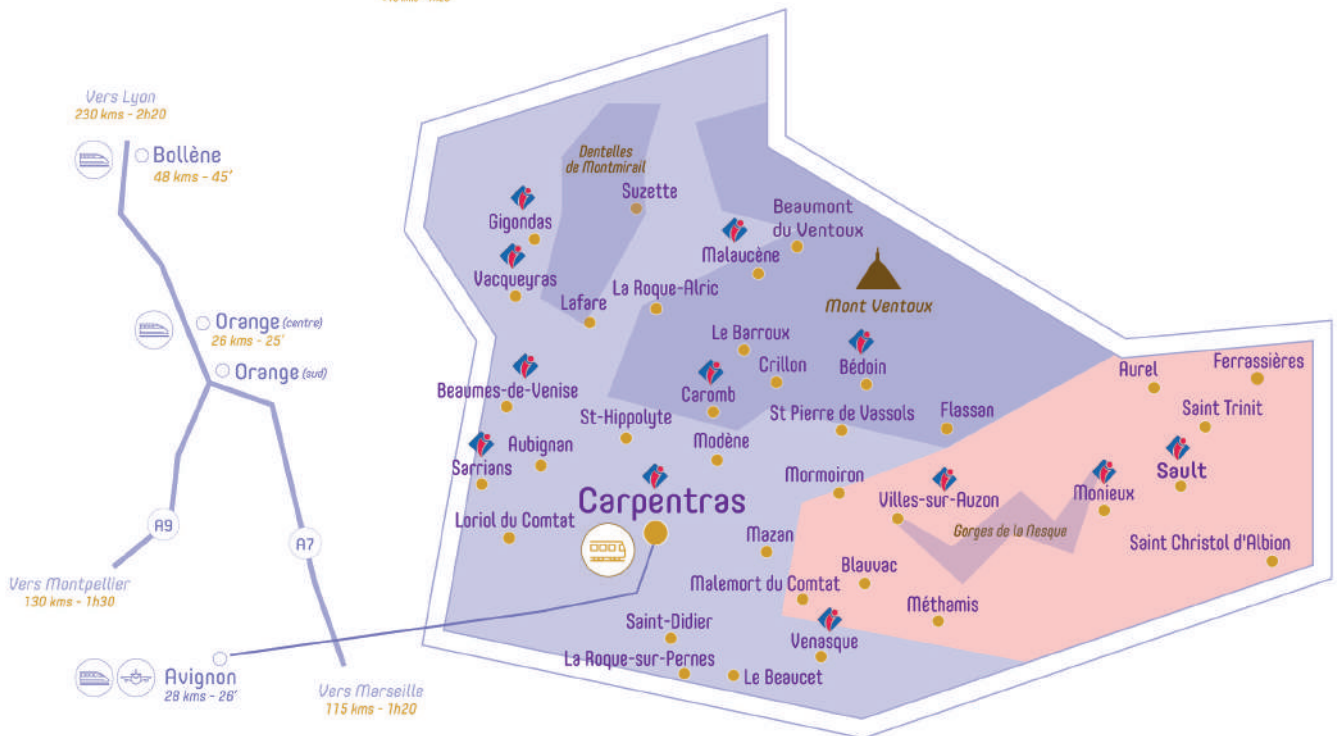 Vers Lyon
230 kms - 2h20
Bollène
48 kms - 45'
Orange (centre)
26 kms - 25'
Orange (sud)
A9
A7
Vers Montpellier
130 kms - 1h30
Avignon
28 kms - 26'
Vers Marseille
115 kms - 1h20
Dentelles
de Montmirail
Suzette
Gigondas
Beaumont
du Ventoux
Malaucène
Vacqueyras
La Roque-Alric
Lafare
Mont Ventoux
Le Barroux
Crillon
Bédoin
Beaumes-de-Venise
Caromb
St-Hippolyte
St Pierre de Vassols
Flassan
Aurel
Ferrassières
Saint Trinit
Aubignan
Modène
Sarrians
Sault
Mormoiron
Villes-sur-Auzon
Monieux
Carpentras
Loriol du Comtat
Mazan
Gorges de la Nesque
Saint Christol d'Albion
Blauvac
Malemort du Comtat
Méthamis
Saint-Didier
Venasque
La Roque-sur-Pernes
Le Beaucet